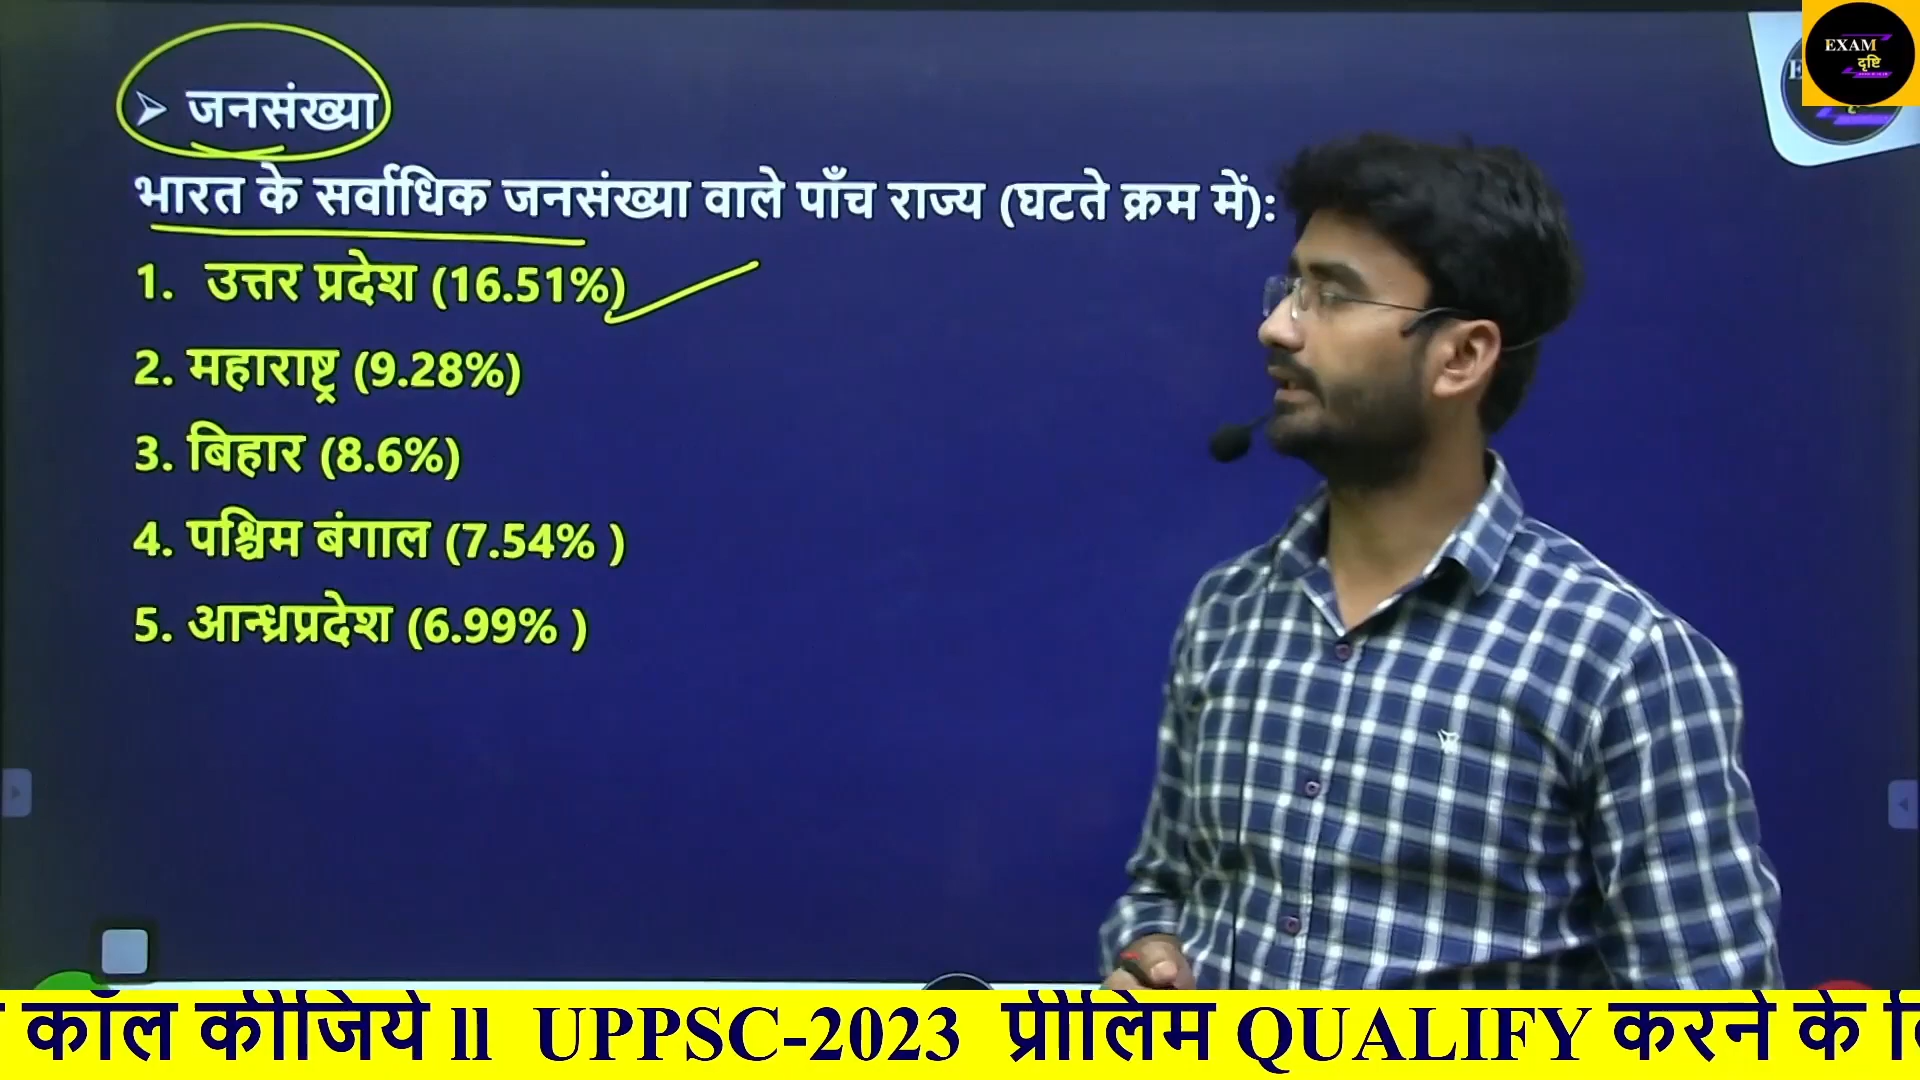 EXAM
दृष्टि
➢ जनसंख्या
भारत के सर्वाधिक जनसंख्या वाले पाँच राज्य (घटते क्रम में):
1. उत्तर प्रदेश (16.51%)
2. महाराष्ट्र (9.28%)
3. बिहार (8.6%)
4. पश्चिम बंगाल (7.54% )
5. आन्ध्रप्रदेश (6.99% )
कॉल कीजिये ll UPPSC-2023 प्रीलिम QUALIFY करने के